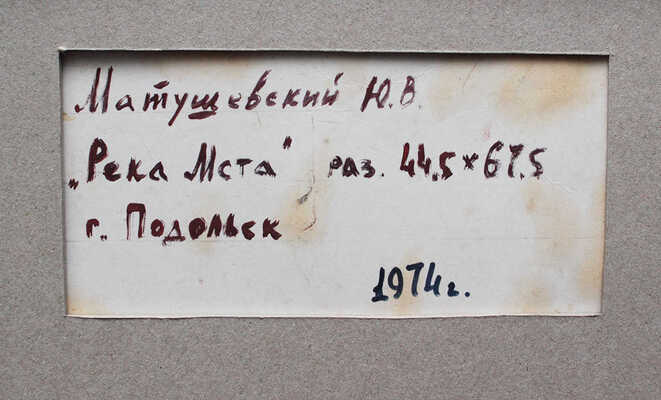 Матушевский Ю.В.
„Река Мста" раз. 44,5×67.5
г. Подольск
1974г.